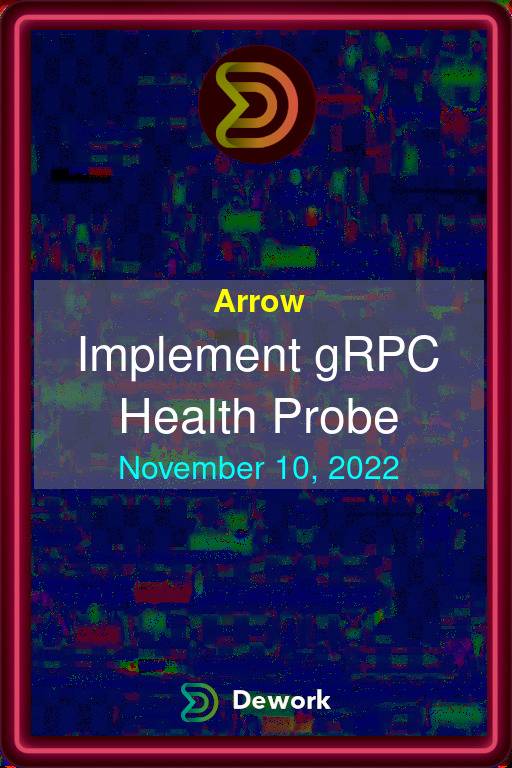 Arrow
Implement gRPC
Health Probe
November 10, 2022
Dework